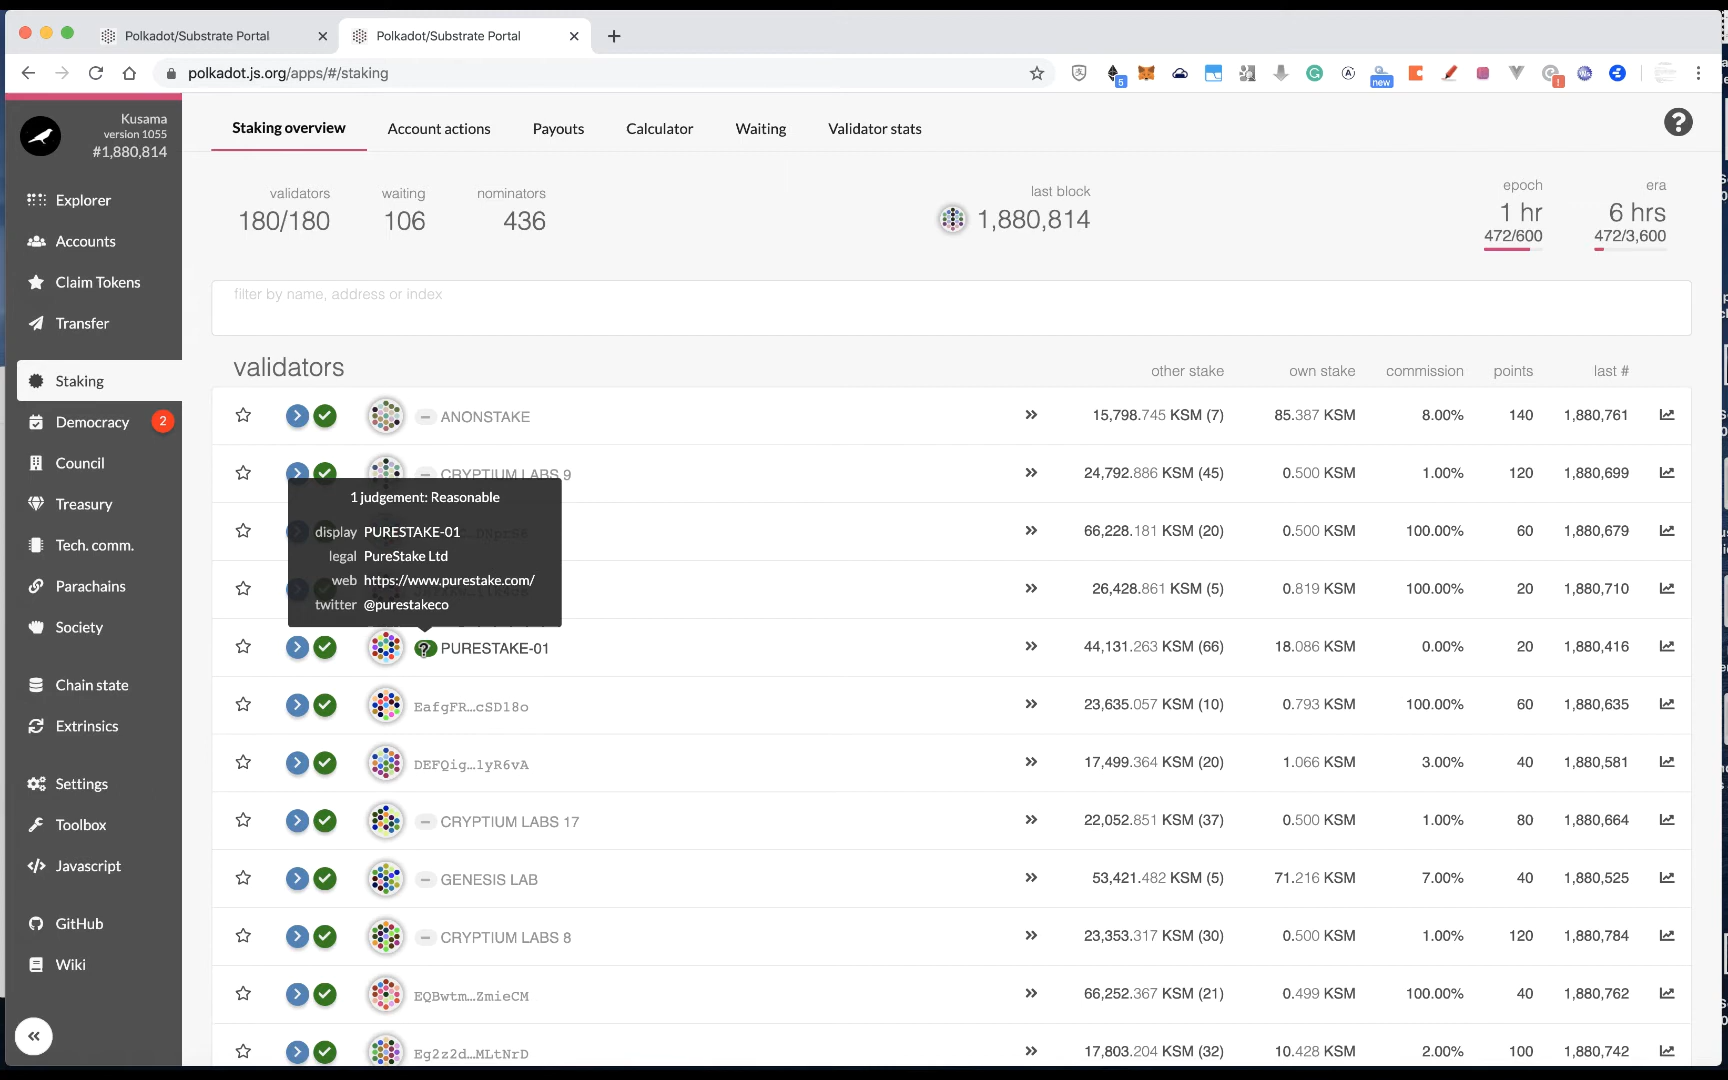 Polkadot/Substrate Portal
Polkadot/Substrate Portal
polkadot.js.org/apps/#/staking
5
new
Kusama
version 1055
#1,880,814
Explorer
Accounts
Claim Tokens
Transfer
Staking
Democracy 2
Council
Treasury
Tech. comm.
Parachains
Society
Chain state
Extrinsics
Settings
Toolbox
Javascript
GitHub
Wiki
Staking overview Account actions Payouts Calculator Waiting Validator stats
validators waiting nominators last block epoch era
180/180 106 436 1,880,814 1 hr 6 hrs
472/600 472/3,600
filter by name, address or index
validators other stake own stake commission points last #
ANONSTAKE 15,798.745 KSM (7) 85.387 KSM 8.00% 140 1,880,761
CRYPTIUM LABS 9 24,792.886 KSM (45) 0.500 KSM 1.00% 120 1,880,699
1 judgement: Reasonable
display PURESTAKE-01
legal PureStake Ltd
web https://www.purestake.com/
twitter @purestakeco
66,228.181 KSM (20) 0.500 KSM 100.00% 60 1,880,679
26,428.861 KSM (5) 0.819 KSM 100.00% 20 1,880,710
PURESTAKE-01 44,131.263 KSM (66) 18.086 KSM 0.00% 20 1,880,416
EafgFR…cSD18o 23,635.057 KSM (10) 0.793 KSM 100.00% 60 1,880,635
DEFQig…1yR6vA 17,499.364 KSM (20) 1.066 KSM 3.00% 40 1,880,581
CRYPTIUM LABS 17 22,052.851 KSM (37) 0.500 KSM 1.00% 80 1,880,664
GENESIS LAB 53,421.482 KSM (5) 71.216 KSM 7.00% 40 1,880,525
CRYPTIUM LABS 8 23,353.317 KSM (30) 0.500 KSM 1.00% 120 1,880,784
EQBwtm…ZmieCM 66,252.367 KSM (21) 0.499 KSM 100.00% 40 1,880,762
Eg2z2d…MLtNrD 17,803.204 KSM (32) 10.428 KSM 2.00% 100 1,880,742